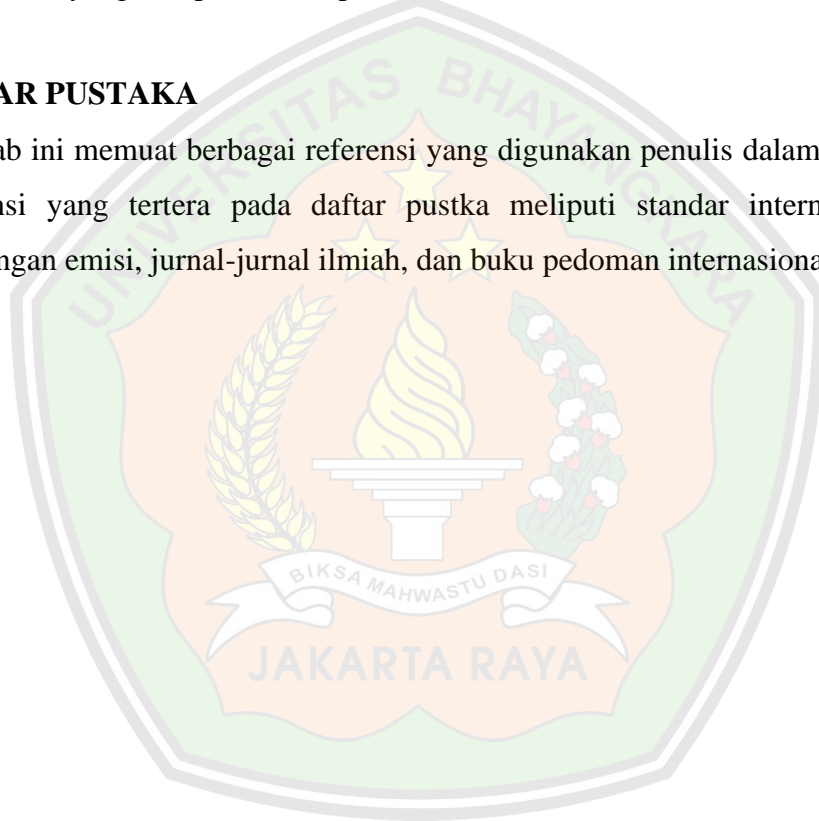 AR PUSTAKA
ab ini memuat berbagai referensi yang digunakan penulis dalam
nsi yang tertera pada daftar pustka meliputi standar intern
ngan emisi, jurnal-jurnal ilmiah, dan buku pedoman internasiona
UNIVERSITAS BHAYANGKARA
BIKSA MAHWASTU DASI
JAKARTA RAYA